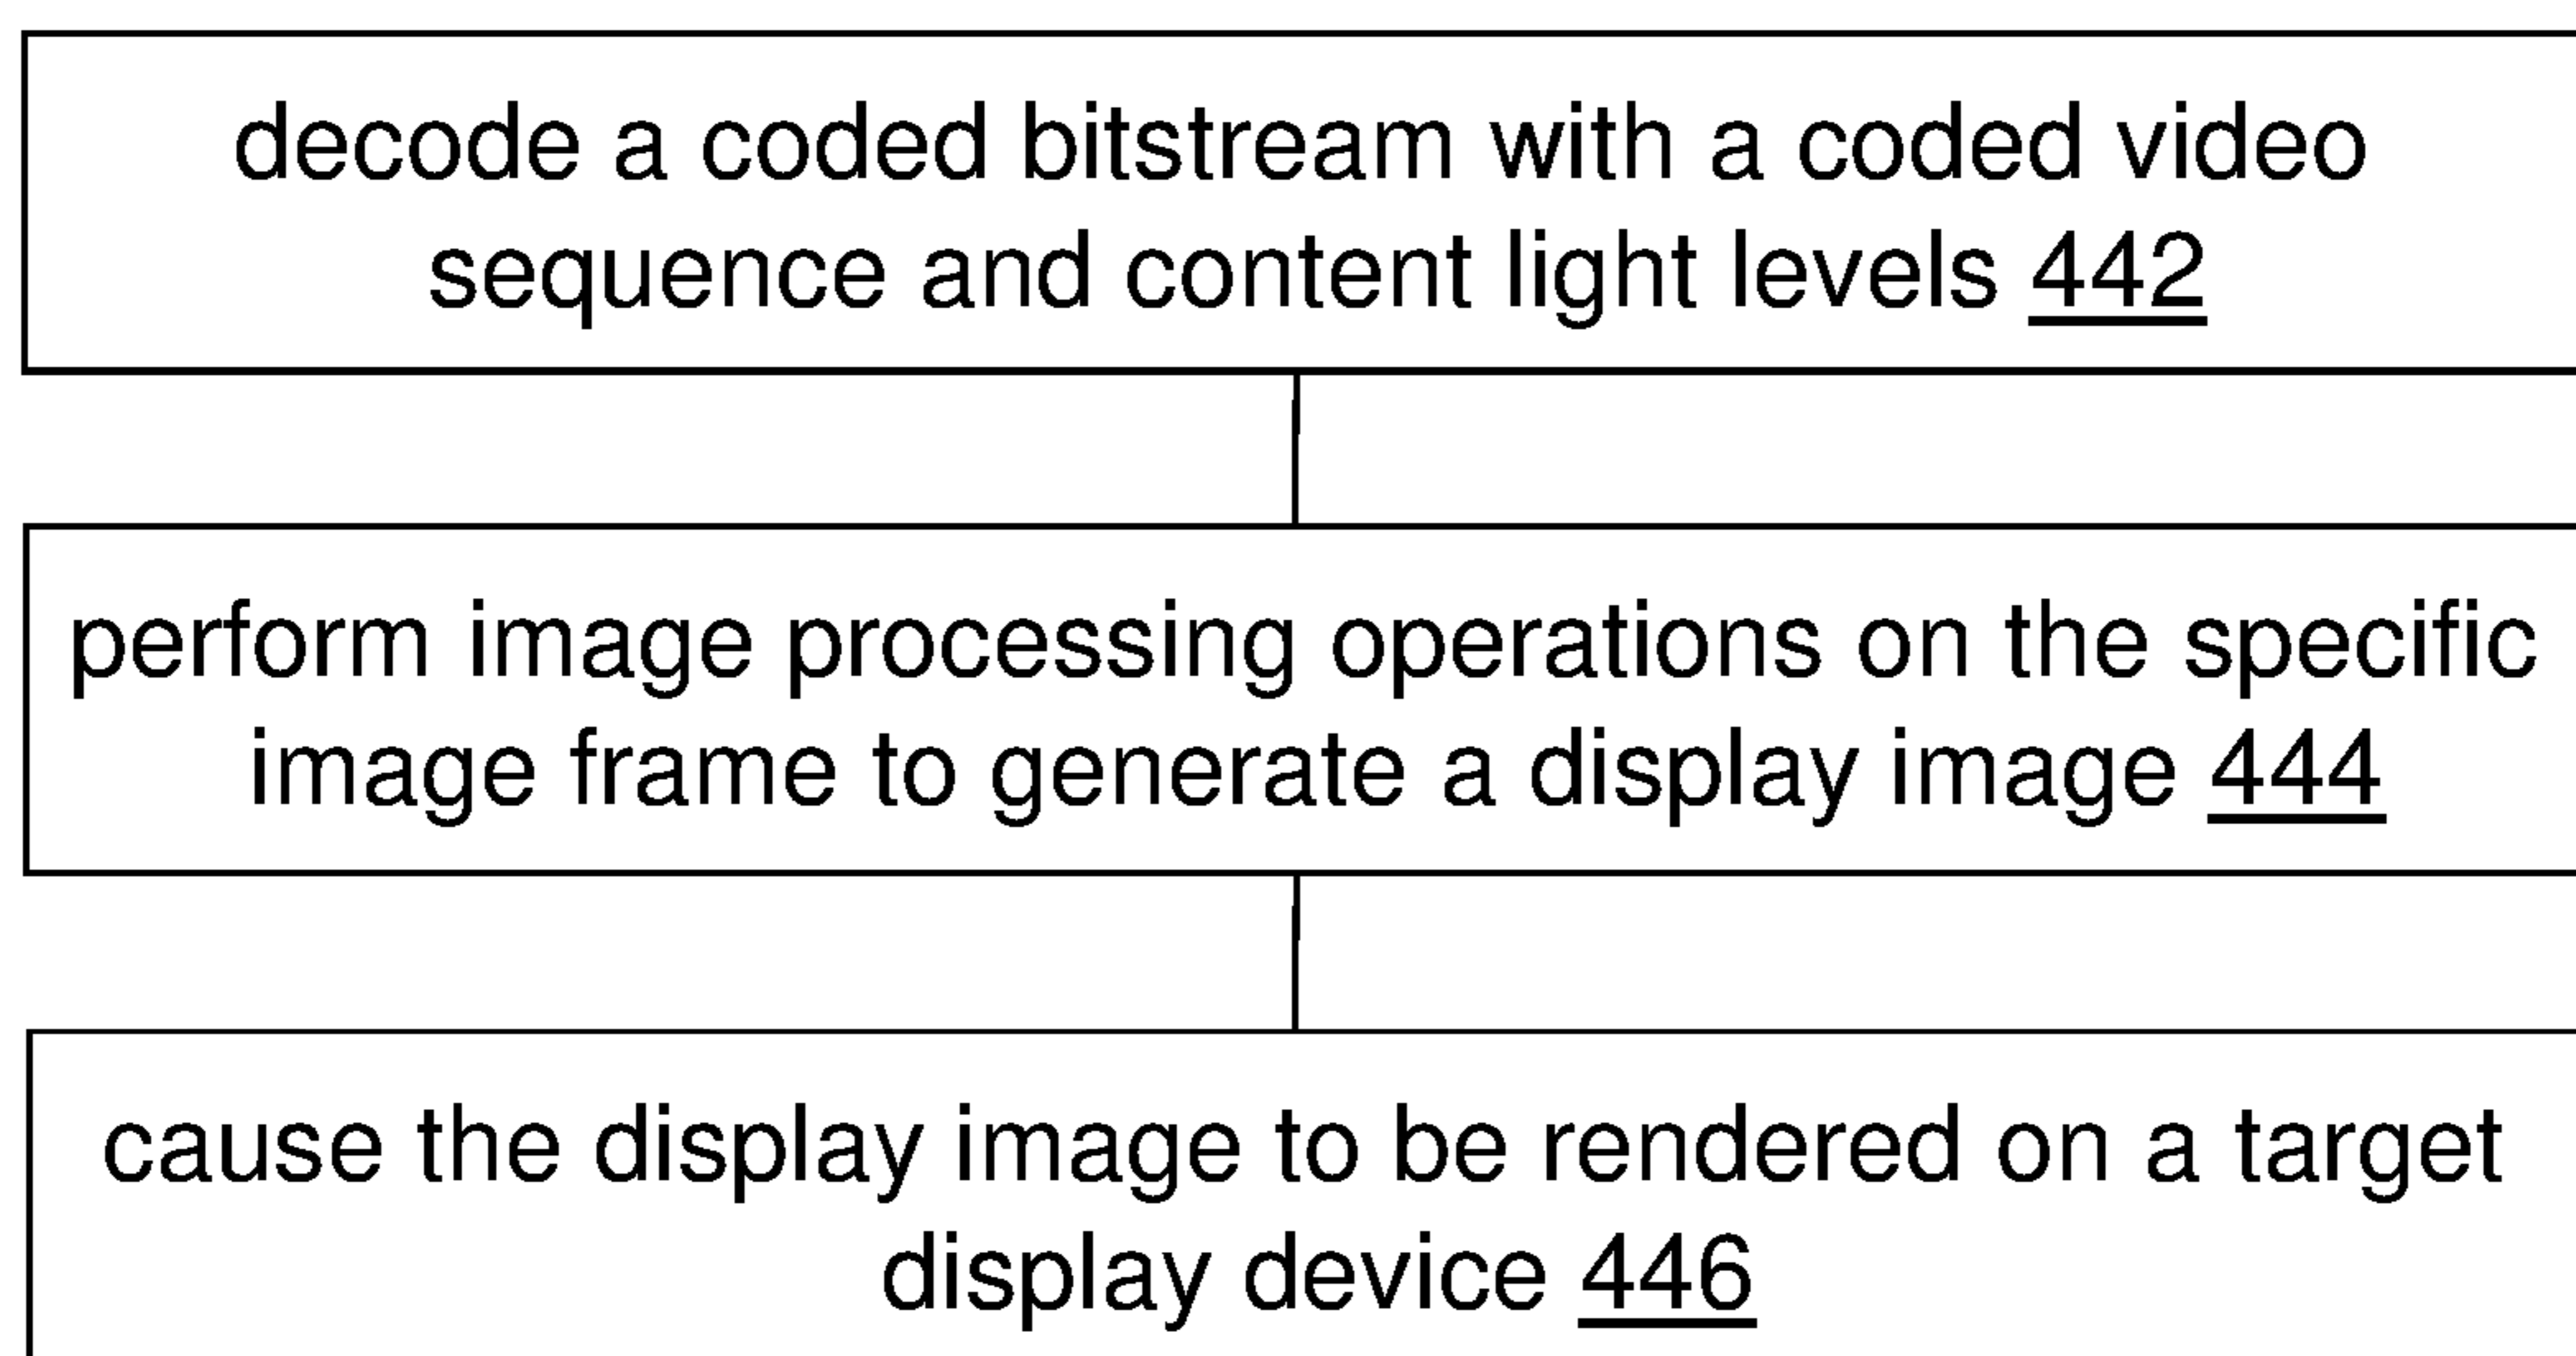 decode a coded bitstream with a coded video
sequence and content light levels 442
perform image processing operations on the specific
image frame to generate a display image 444
cause the display image to be rendered on a target
display device 446